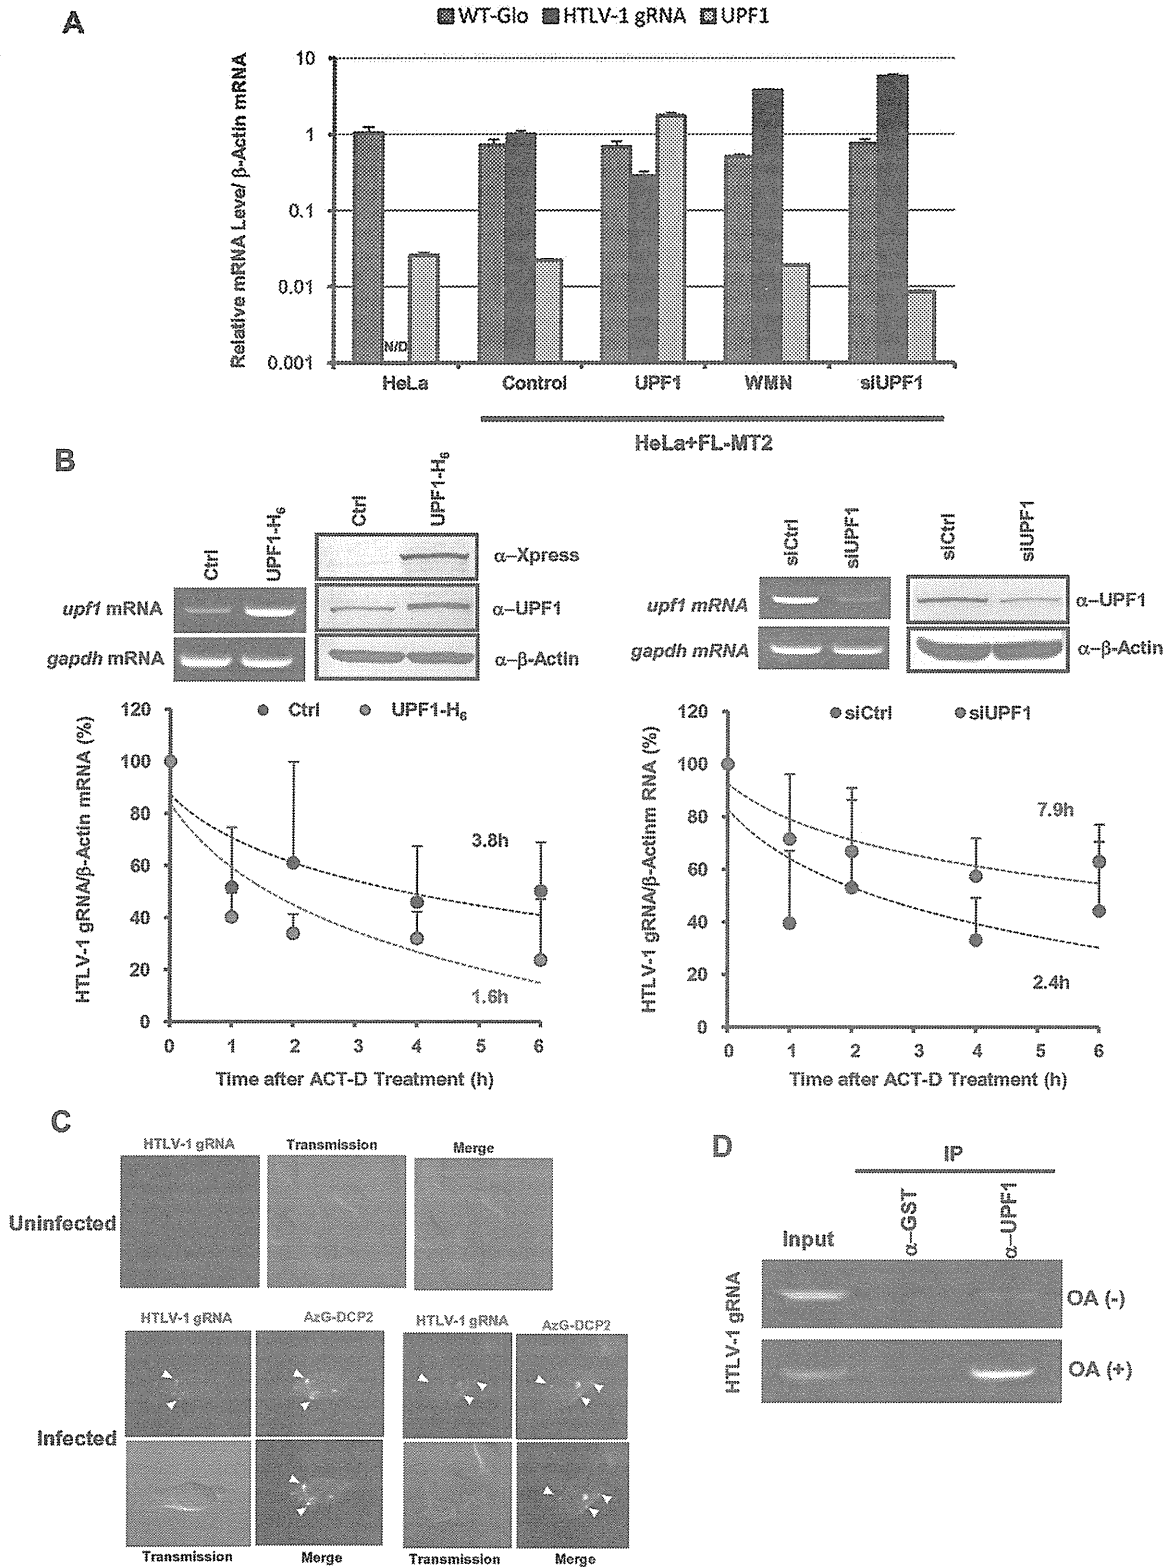 A
WT-Glo HTLV-1 gRNA UPF1
Relative mRNA Leve/ β-Actin mRNA
10
1
0.1
0.01
0.001
N/D
HeLa Control UPF1 WMN siUPF1
HeLa+FL-MT2
B
Ctrl UPF1-H6
Ctrl UPF1-H6
α–Xpress
upf1 mRNA
α–UPF1
gapdh mRNA
α–β-Actin
siCtrl siUPF1
siCtrl siUPF1
upf1 mRNA
α–UPF1
gapdh mRNA
α–β-Actin
Ctrl UPF1-H6
HTLV-1 gRNA/β-Actin mRNA (%)
120
100
80
60
40
20
0
3.8h
1.6h
0 1 2 3 4 5 6
Time after ACT-D Treatment (h)
siCtrl siUPF1
HTLV-1 gRNA/β-Actinm RNA (%)
120
100
80
60
40
20
0
7.9h
2.4h
0 1 2 3 4 5 6
Time after ACT-D Treatment (h)
C
HTLV-1 gRNA Transmission Merge
Uninfected
HTLV-1 gRNA AzG-DCP2 HTLV-1 gRNA AzG-DCP2
Infected
Transmission Merge Transmission Merge
D
IP
Input α–GST α–UPF1
HTLV-1 gRNA
OA (-)
OA (+)